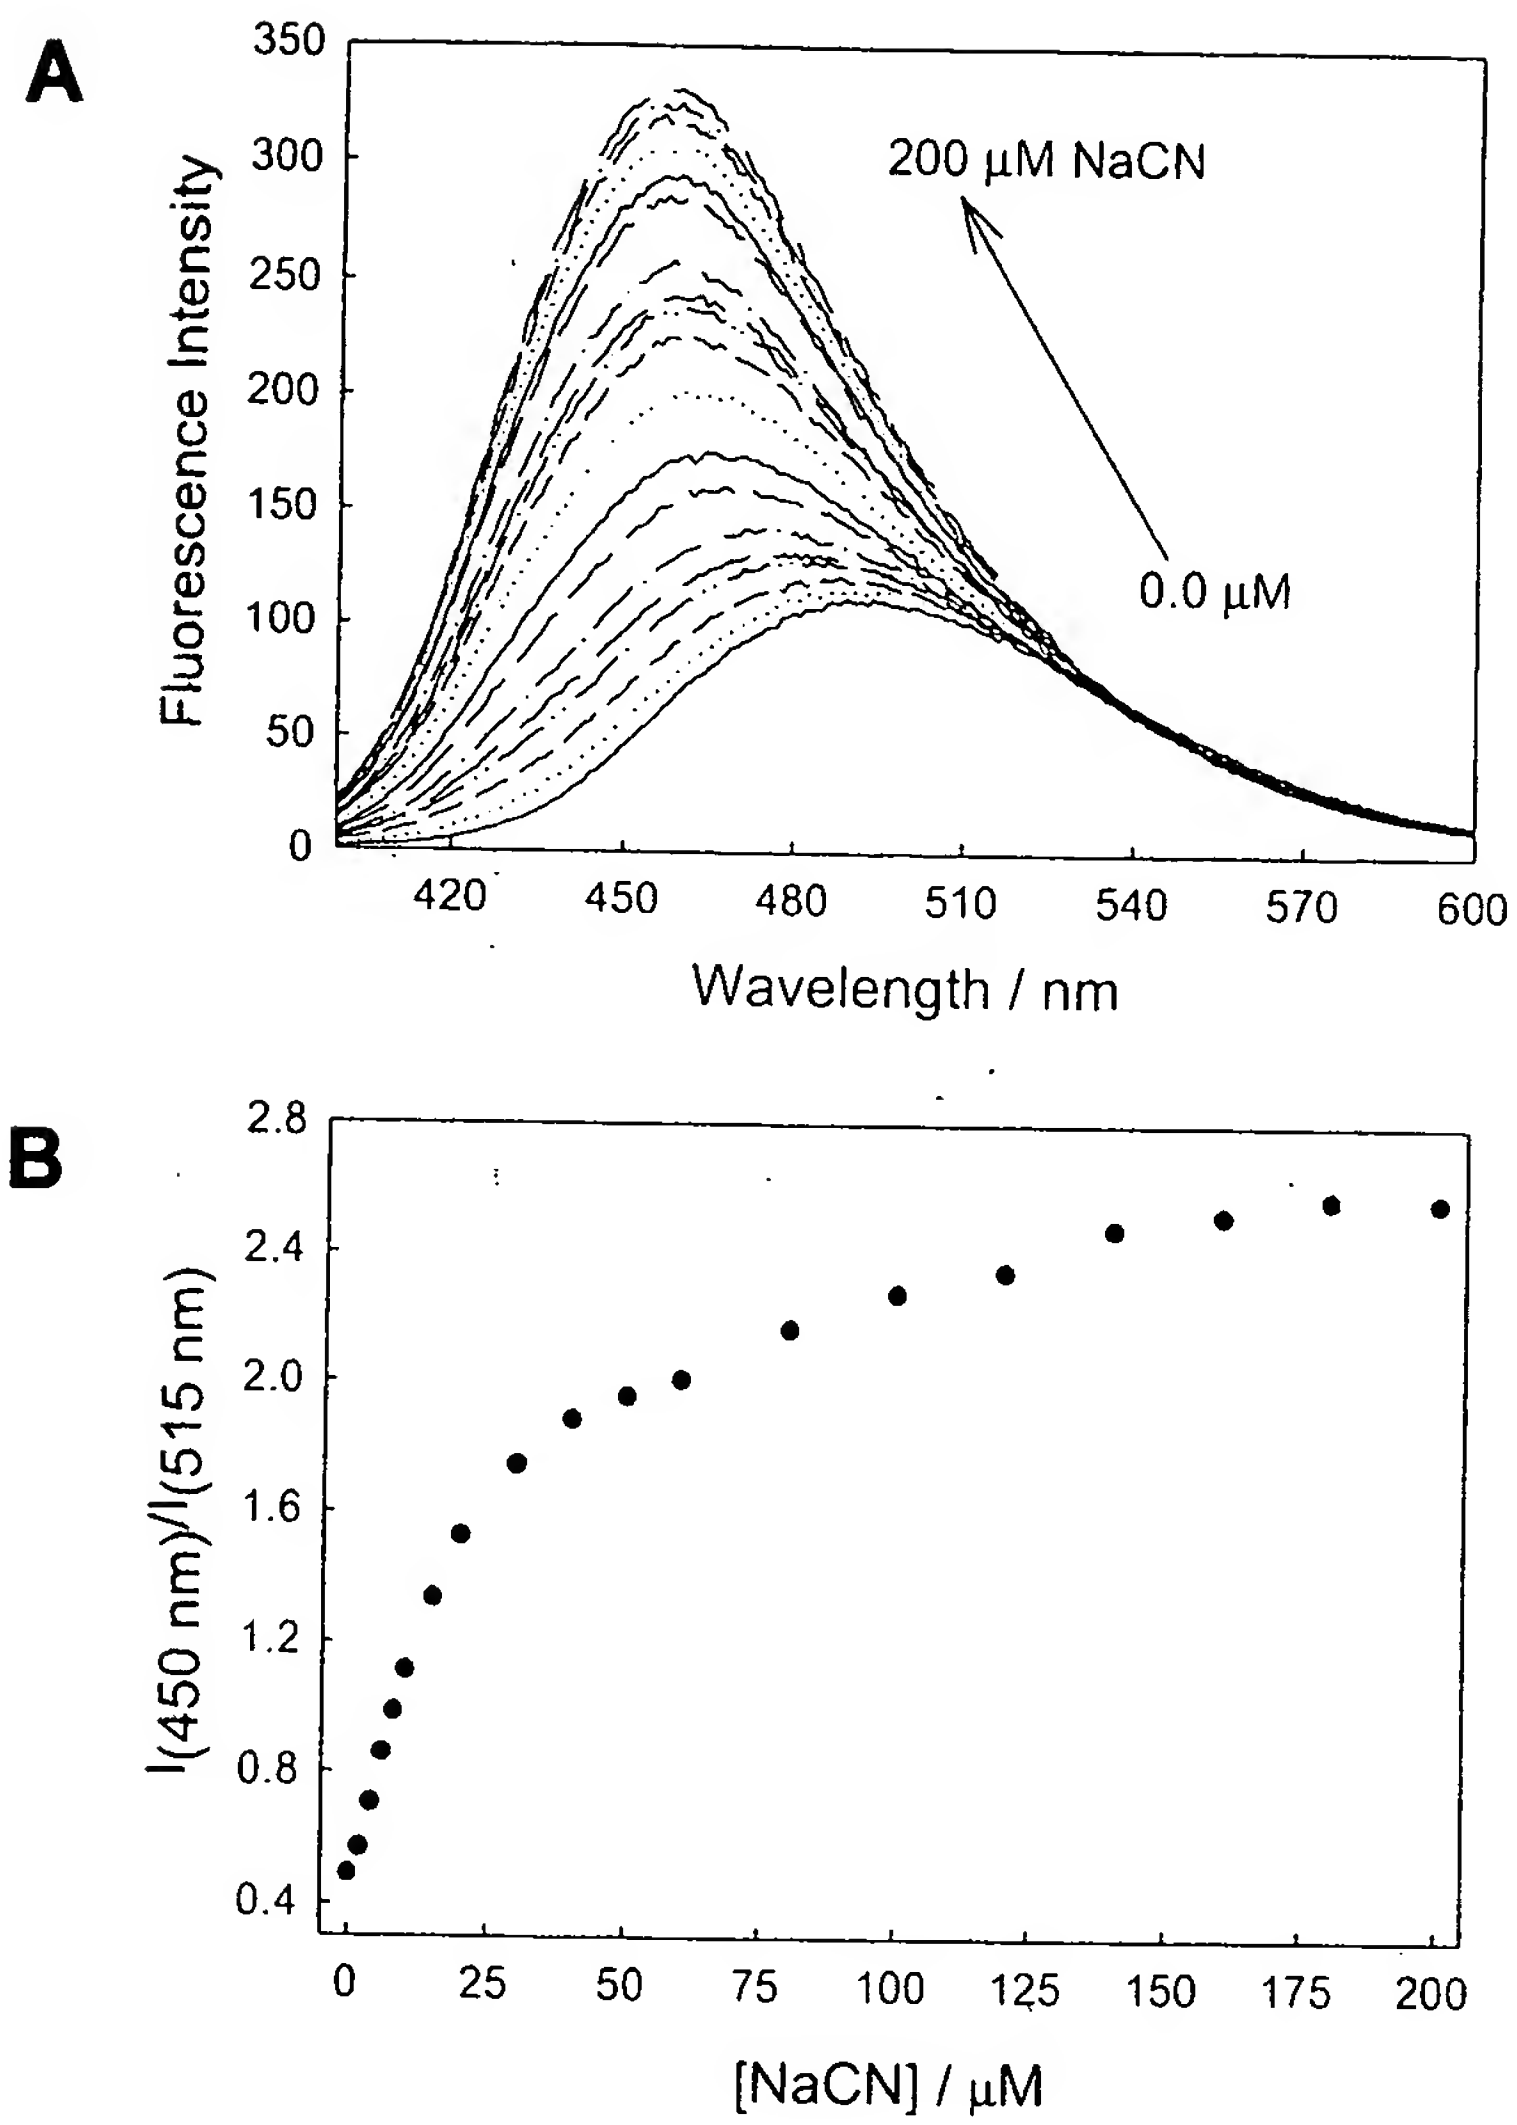 A
350
300
250
200
150
100
50
0
Fluorescence Intensity
200 μM NaCN
0.0 μM
420 450 480 510 540 570 600
Wavelength / nm
B
2.8
2.4
2.0
1.6
1.2
0.8
0.4
I(450 nm)/I(515 nm)
0 25 50 75 100 125 150 175 200
[NaCN] / μM